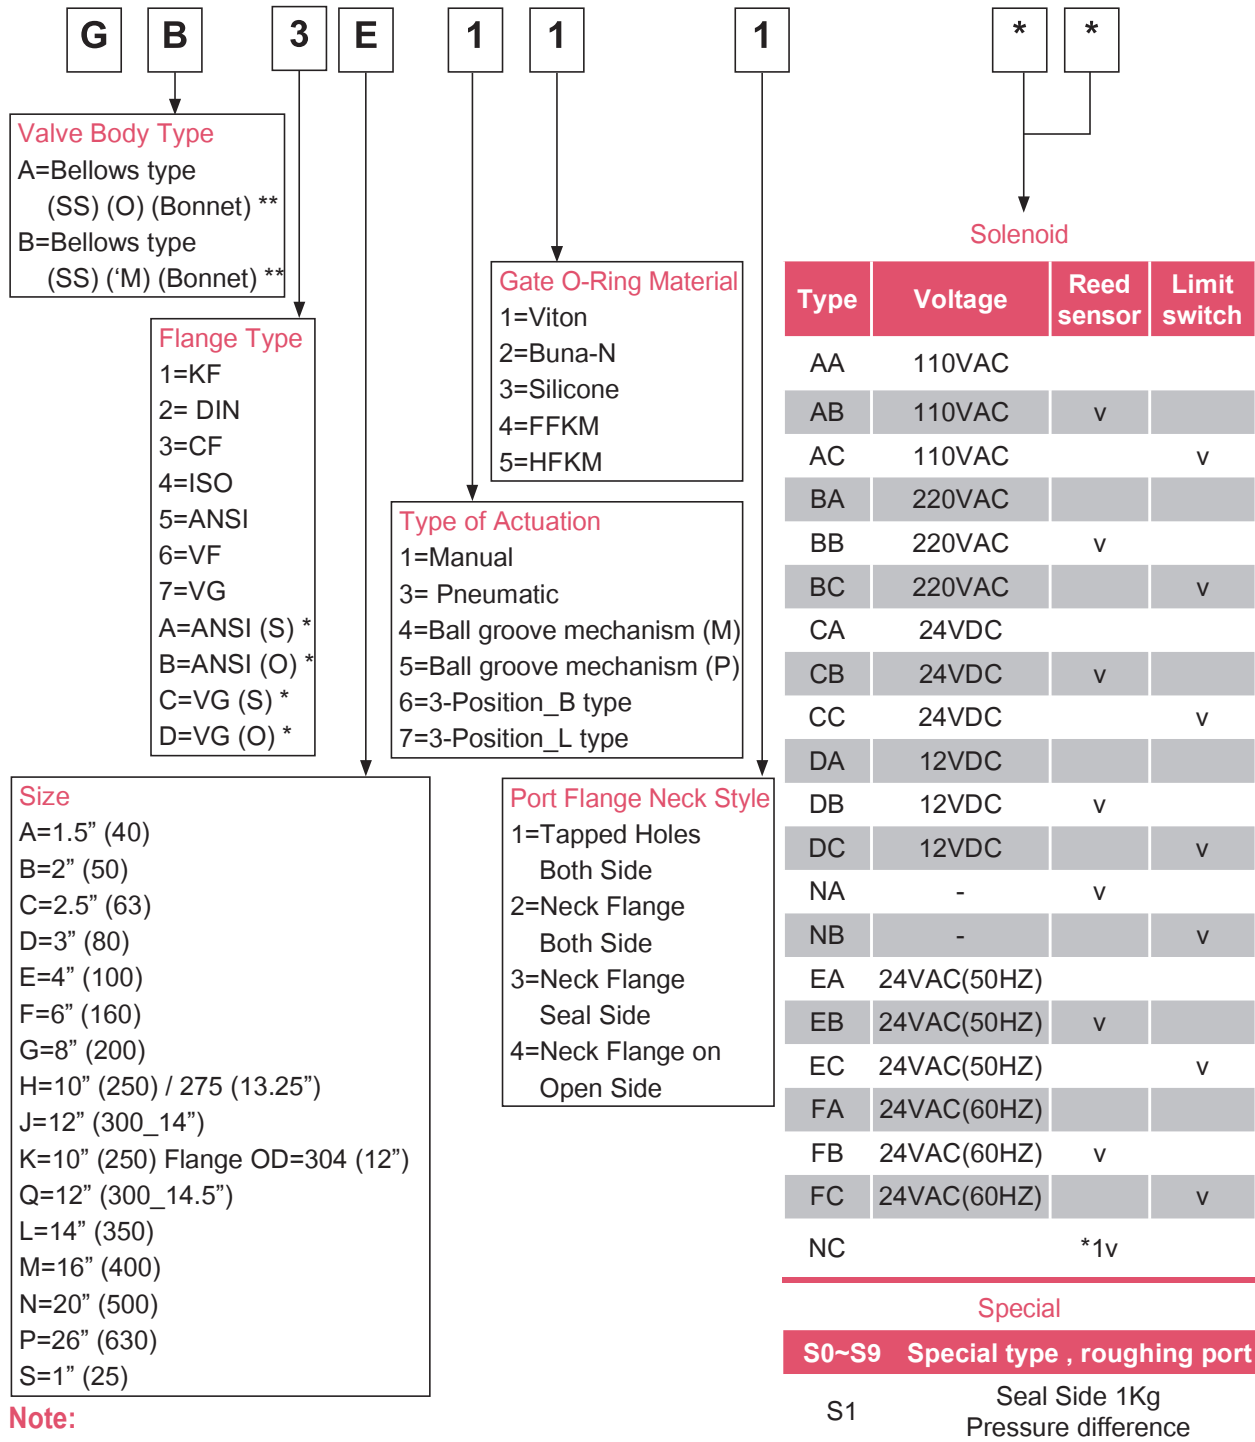 G B 3 E 1 1 1 * *
Valve Body Type
A=Bellows type
(SS) (O) (Bonnet) **
B=Bellows type
(SS) (‘M) (Bonnet) **
Flange Type
1=KF
2= DIN
3=CF
4=ISO
5=ANSI
6=VF
7=VG
A=ANSI (S) *
B=ANSI (O) *
C=VG (S) *
D=VG (O) *
Gate O-Ring Material
1=Viton
2=Buna-N
3=Silicone
4=FFKM
5=HFKM
Type of Actuation
1=Manual
3= Pneumatic
4=Ball groove mechanism (M)
5=Ball groove mechanism (P)
6=3-Position_B type
7=3-Position_L type
Size
A=1.5” (40)
B=2” (50)
C=2.5” (63)
D=3” (80)
E=4” (100)
F=6” (160)
G=8” (200)
H=10” (250) / 275 (13.25”)
J=12” (300_14”)
K=10” (250) Flange OD=304 (12”)
Q=12” (300_14.5”)
L=14” (350)
M=16” (400)
N=20” (500)
P=26” (630)
S=1” (25)
Note:
Port Flange Neck Style
1=Tapped Holes
Both Side
2=Neck Flange
Both Side
3=Neck Flange
Seal Side
4=Neck Flange on
Open Side
Solenoid
Type Voltage Reed sensor Limit switch
AA 110VAC
AB 110VAC v
AC 110VAC v
BA 220VAC
BB 220VAC v
BC 220VAC v
CA 24VDC
CB 24VDC v
CC 24VDC v
DA 12VDC
DB 12VDC v
DC 12VDC v
NA - v
NB - v
EA 24VAC(50HZ)
EB 24VAC(50HZ) v
EC 24VAC(50HZ) v
FA 24VAC(60HZ)
FB 24VAC(60HZ) v
FC 24VAC(60HZ) v
NC *1v
Special
S0~S9 Special type , roughing port
S1 Seal Side 1Kg
Pressure difference